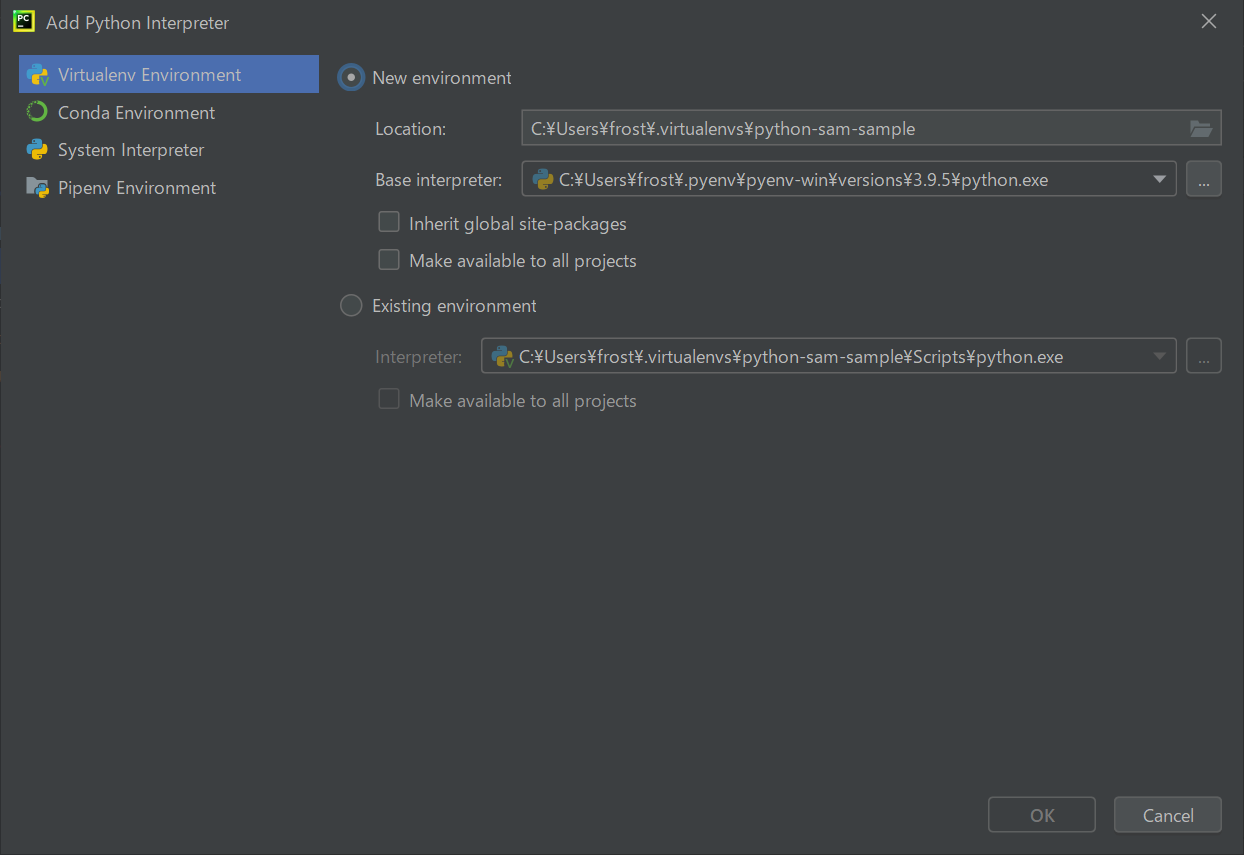 PC
Add Python Interpreter
Virtualenv Environment
Conda Environment
System Interpreter
Pipenv Environment
New environment
Location: C:¥Users¥frost¥.virtualenvs¥python-sam-sample
Base interpreter: C:¥Users¥frost¥.pyenv¥pyenv-win¥versions¥3.9.5¥python.exe ...
Inherit global site-packages
Make available to all projects
Existing environment
Interpreter: C:¥Users¥frost¥.virtualenvs¥python-sam-sample¥Scripts¥python.exe ...
Make available to all projects
OK Cancel